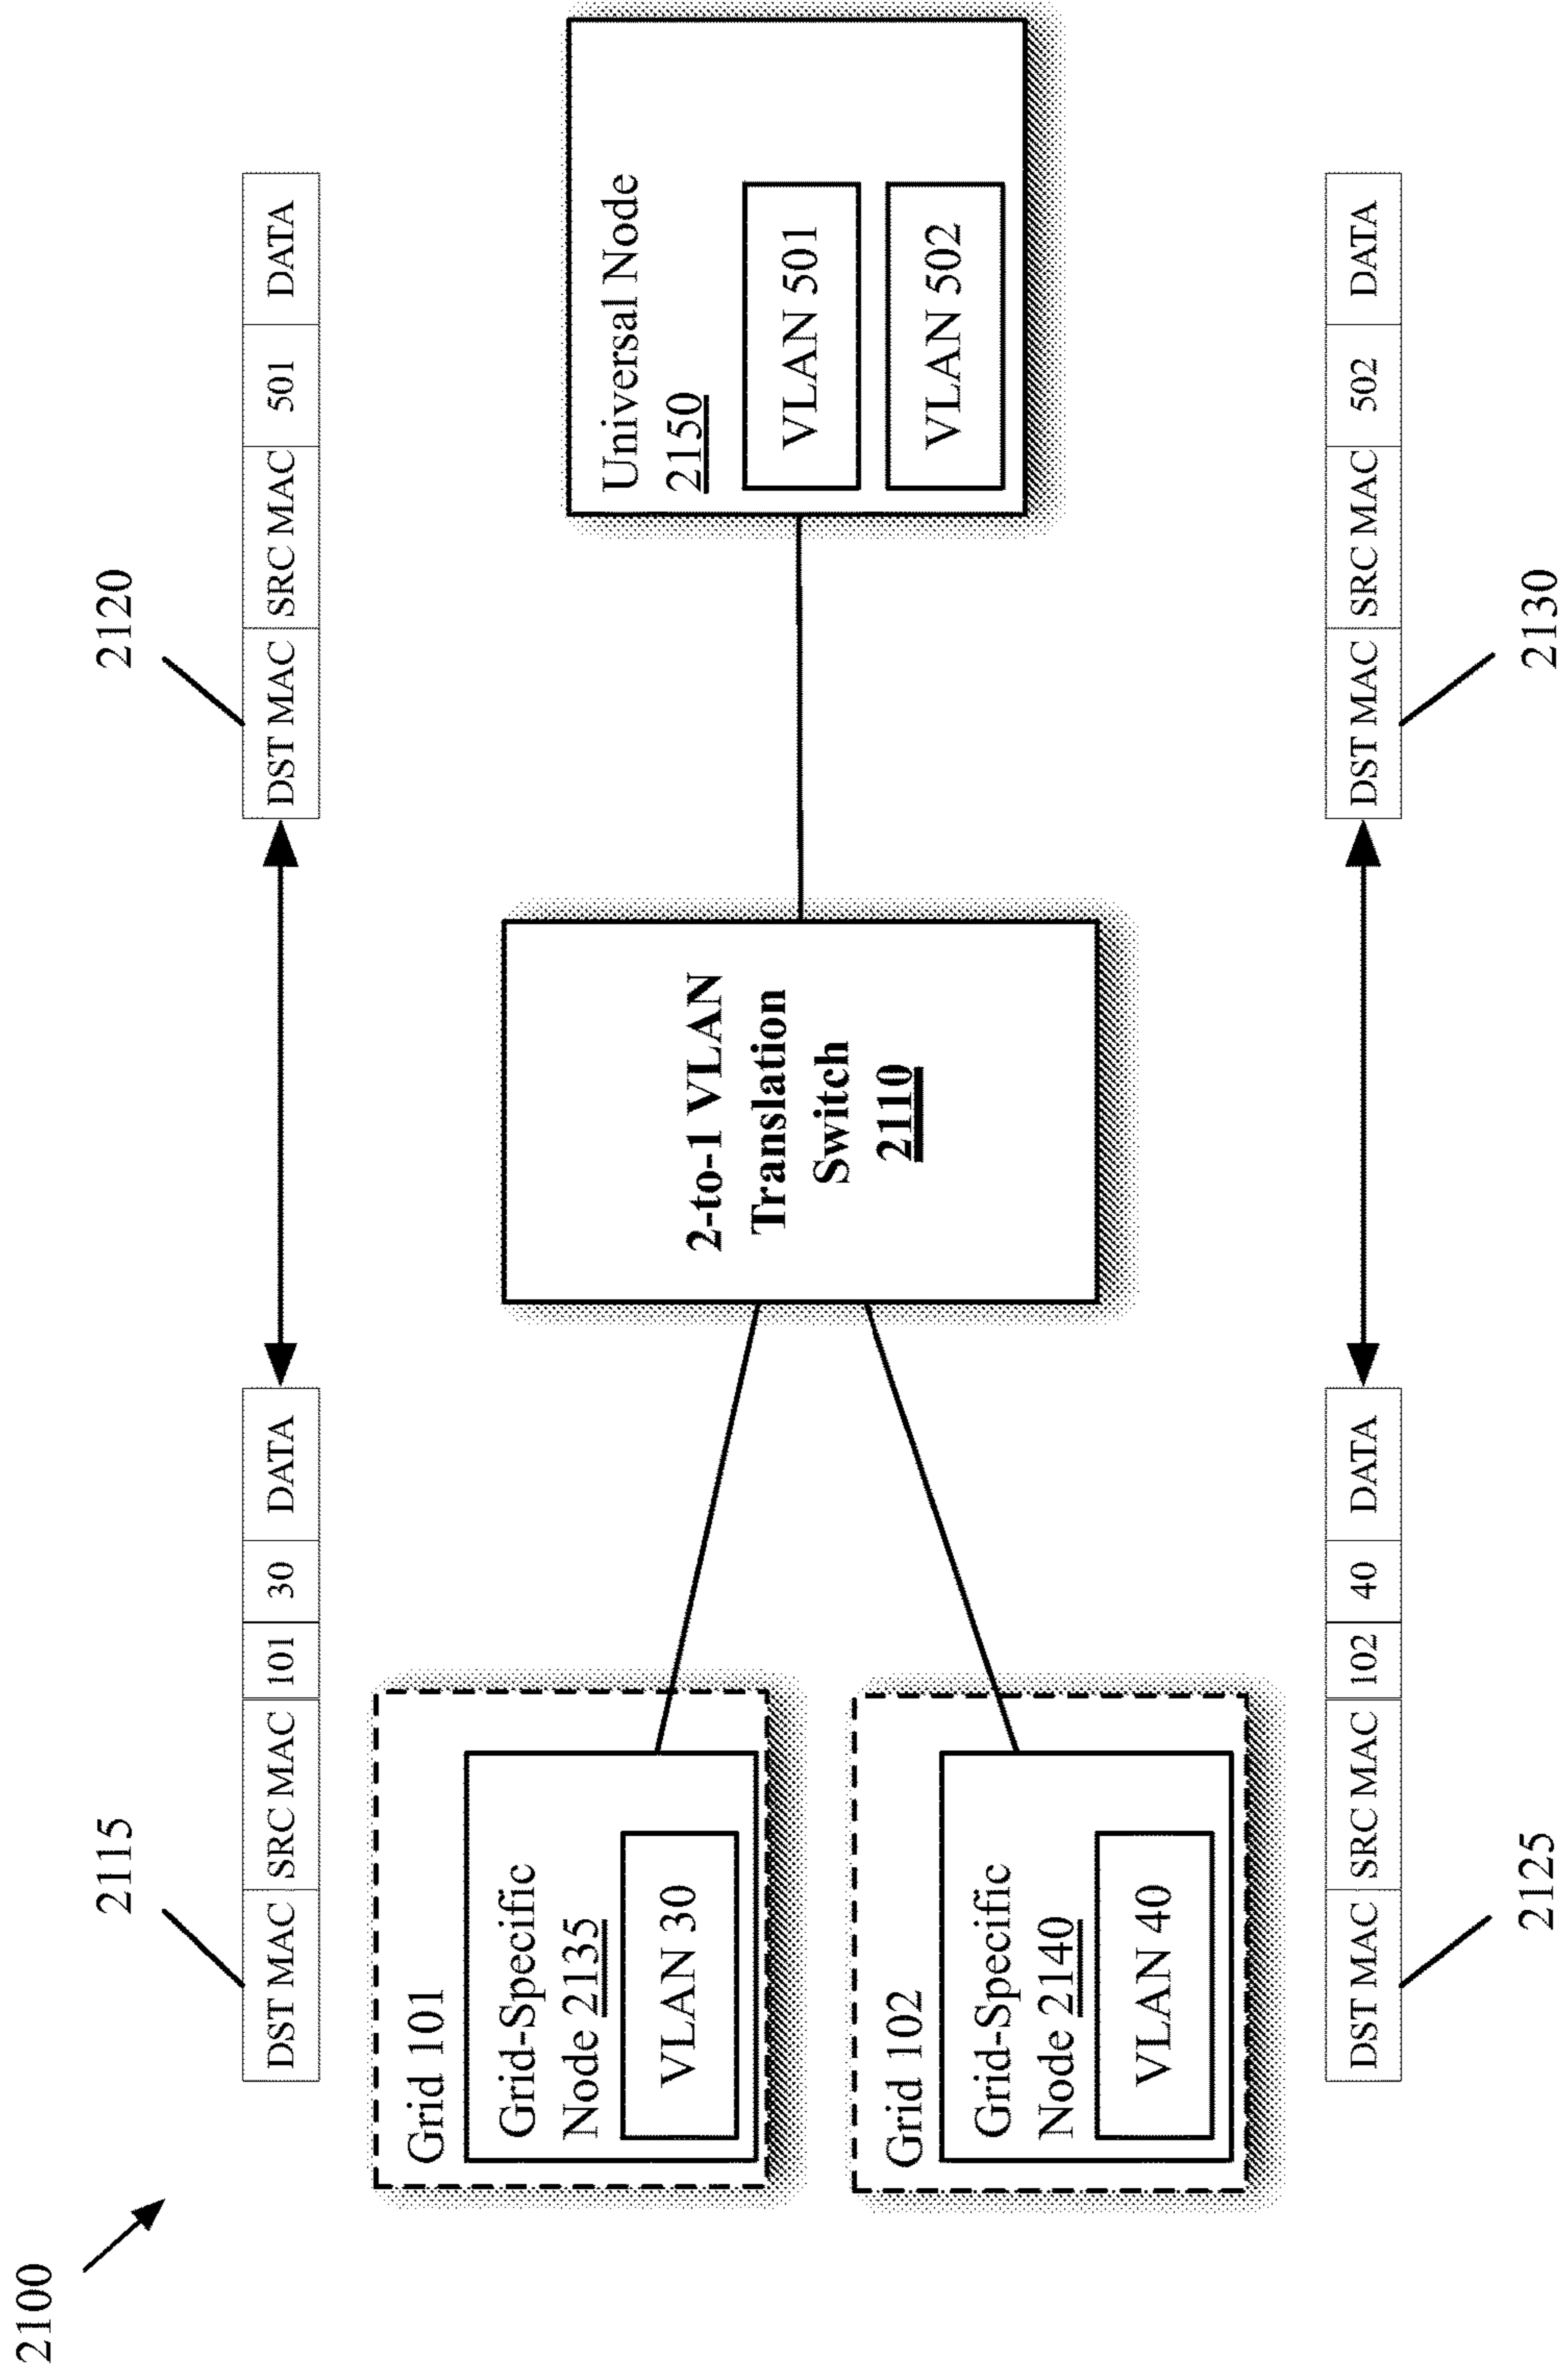 2100
2115
2120
DST MAC SRC MAC 101 30 DATA
DST MAC SRC MAC 501 DATA
Grid 101
Grid-Specific
Node 2135
VLAN 30
Grid 102
Grid-Specific
Node 2140
VLAN 40
2-to-1 VLAN
Translation
Switch
2110
Universal Node
2150
VLAN 501
VLAN 502
DST MAC SRC MAC 102 40 DATA
DST MAC SRC MAC 502 DATA
2125
2130